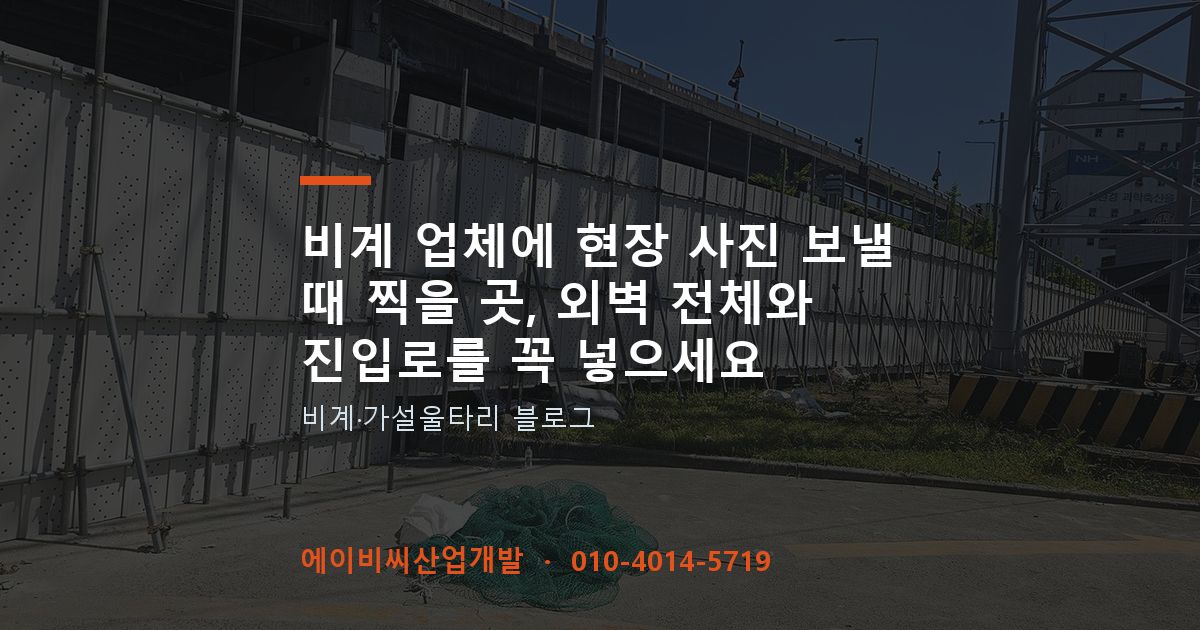 비계 업체에 현장 사진 보낼
때 찍을 곳, 외벽 전체와
진입로를 꼭 넣으세요
비계·가설울타리 블로그
에이비씨산업개발 · 010-4014-5719
NH